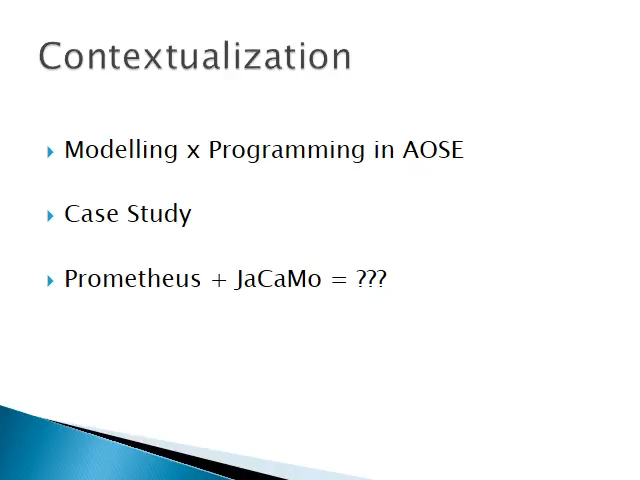 Contextualization
Modelling x Programming in AOSE
Case Study
Prometheus + JaCaMo = ???